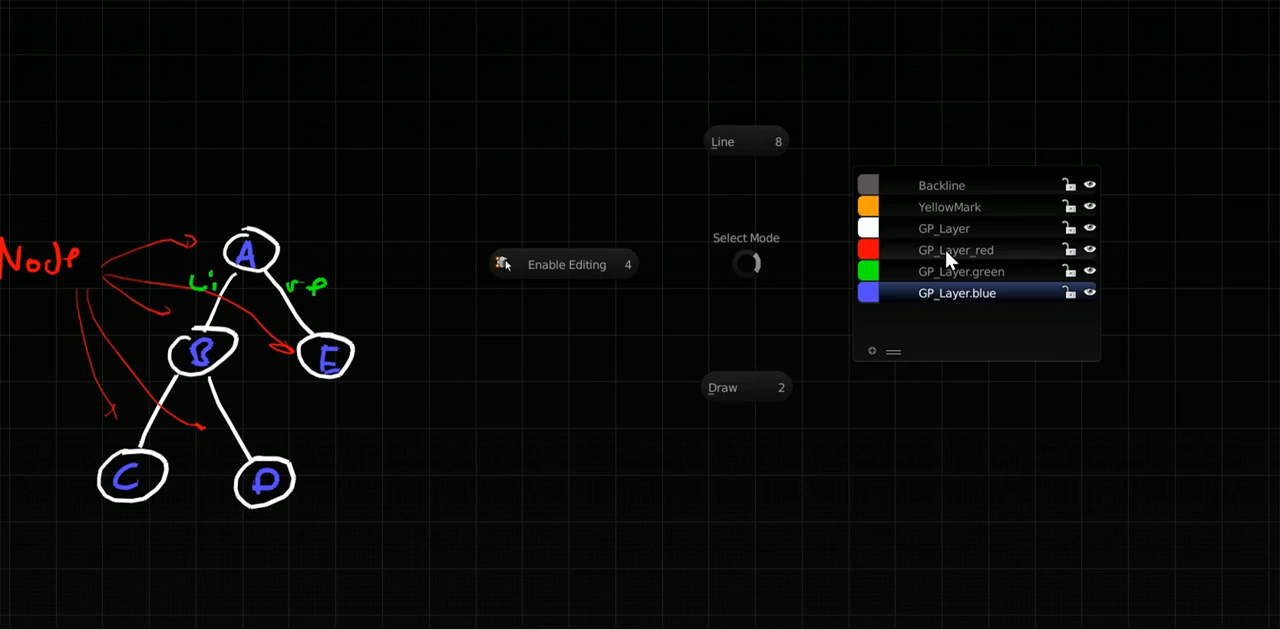 Line 8
Backline
YellowMark
GP_Layer
GP_Layer_red
GP_Layer.green
GP_Layer.blue
Select Mode
Enable Editing 4
Draw 2
Node
A
B
E
C
D